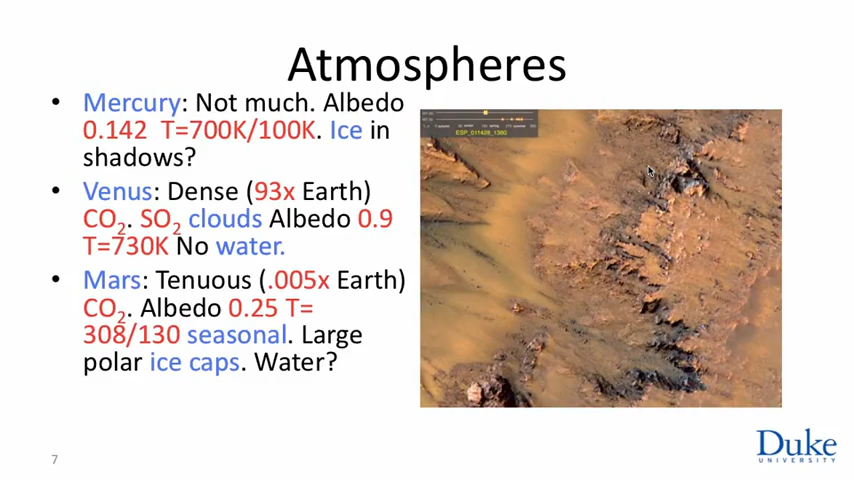 Atmospheres
• Mercury: Not much. Albedo
0.142 T=700K/100K. Ice in
shadows?
• Venus: Dense (93x Earth)
CO2. SO2 clouds Albedo 0.9
T=730K No water.
• Mars: Tenuous (.005x Earth)
CO2. Albedo 0.25 T=
308/130 seasonal. Large
polar ice caps. Water?
ESP_011428_1380
7
Duke
UNIVERSITY